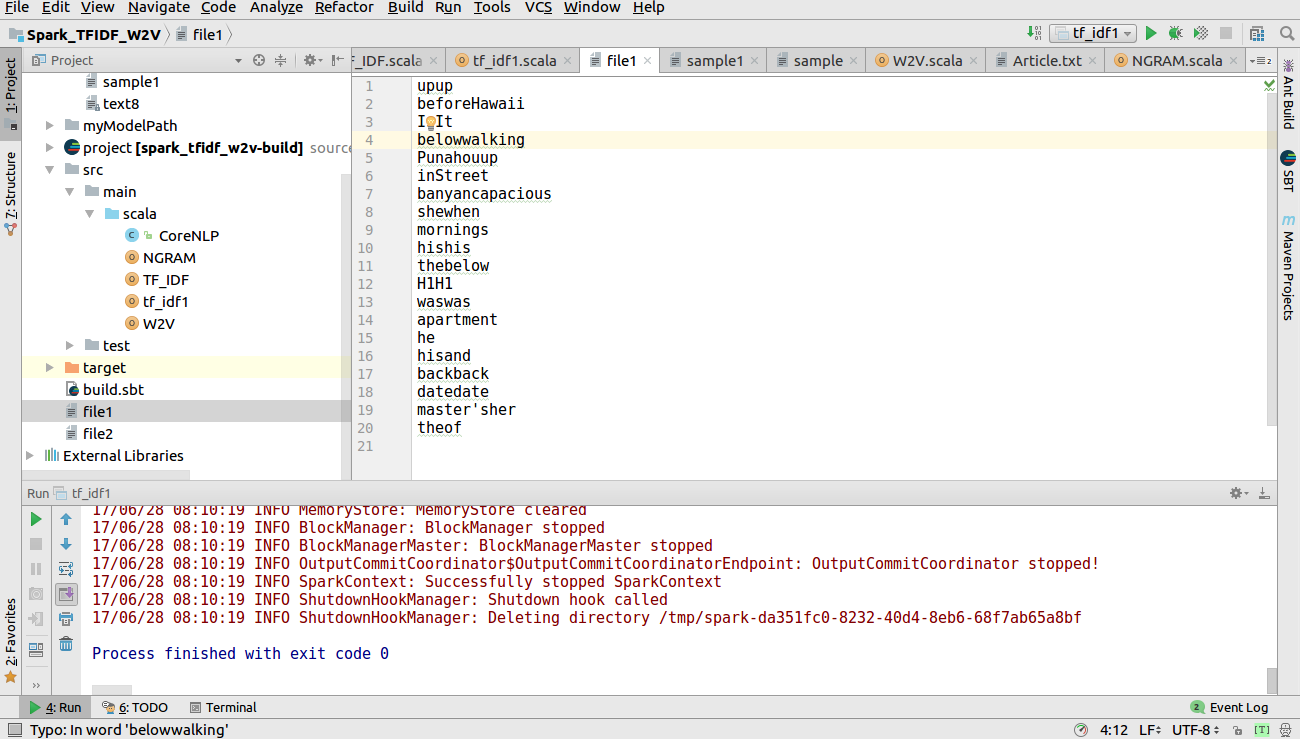 File Edit View Navigate Code Analyze Refactor Build Run Tools VCS Window Help
Spark_TFIDF_W2V file1 tf_idf1
Project
F_IDF.scala tf_idf1.scala file1 sample1 sample W2V.scala Article.txt NGRAM.scala 2
1: Project
7: Structure
2: Favorites
sample1
text8
myModelPath
project [spark_tfidf_w2v-build] source
src
main
scala
CoreNLP
NGRAM
TF_IDF
tf_idf1
W2V
test
target
build.sbt
file1
file2
External Libraries
1 upup
2 beforeHawaii
3 I It
4 belowwalking
5 Punahouup
6 inStreet
7 banyancapacious
8 shewhen
9 mornings
10 hishis
11 thebelow
12 H1H1
13 waswas
14 apartment
15 he
16 hisand
17 backback
18 datedate
19 master'sher
20 theof
21
Ant Build
SBT
Maven Projects
Run tf_idf1
17/06/28 08:10:19 INFO MemoryStore: MemoryStore cleared
17/06/28 08:10:19 INFO BlockManager: BlockManager stopped
17/06/28 08:10:19 INFO BlockManagerMaster: BlockManagerMaster stopped
17/06/28 08:10:19 INFO OutputCommitCoordinator$OutputCommitCoordinatorEndpoint: OutputCommitCoordinator stopped!
17/06/28 08:10:19 INFO SparkContext: Successfully stopped SparkContext
17/06/28 08:10:19 INFO ShutdownHookManager: Shutdown hook called
17/06/28 08:10:19 INFO ShutdownHookManager: Deleting directory /tmp/spark-da351fc0-8232-40d4-8eb6-68f7ab65a8bf
Process finished with exit code 0
4: Run 6: TODO Terminal 2 Event Log
Typo: In word 'belowwalking' 4:12 LF UTF-8 [T]